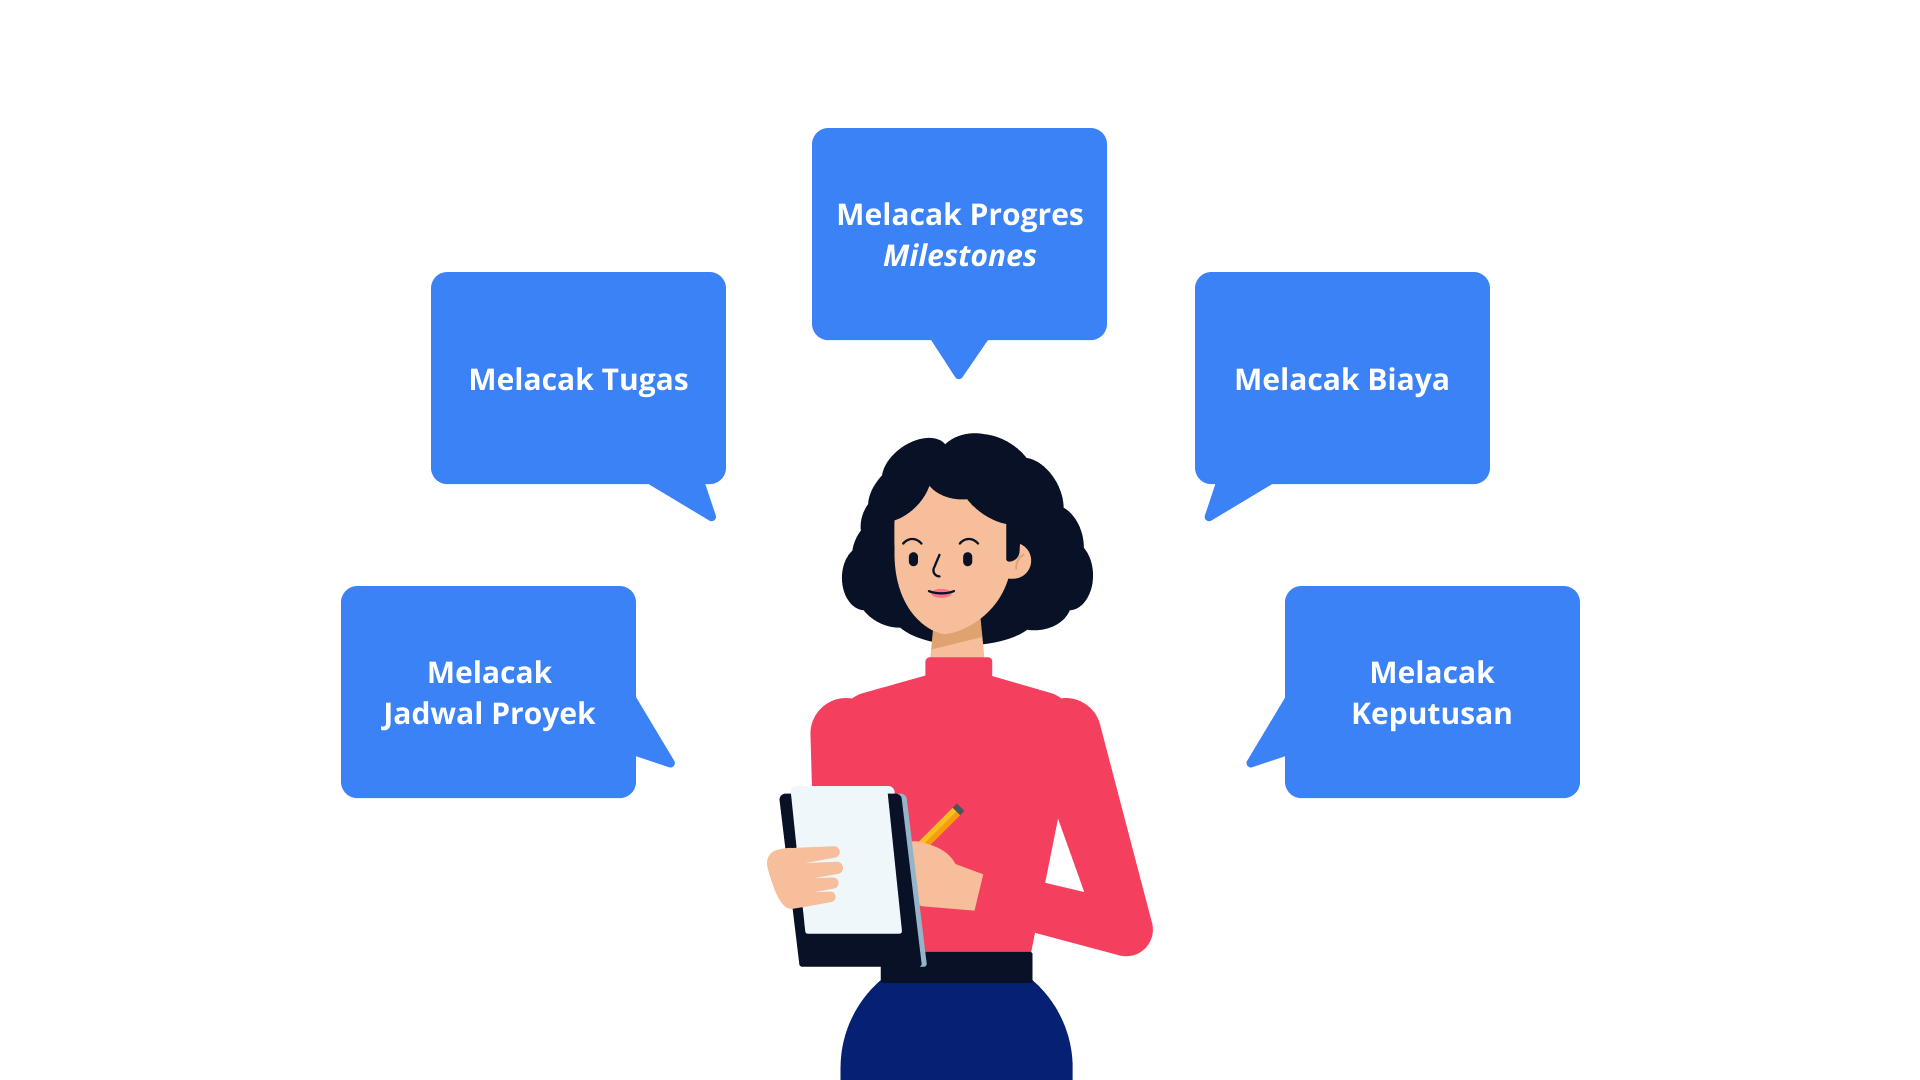 Melacak Progres
Milestones
Melacak Tugas
Melacak Biaya
Melacak
Jadwal Proyek
Melacak
Keputusan